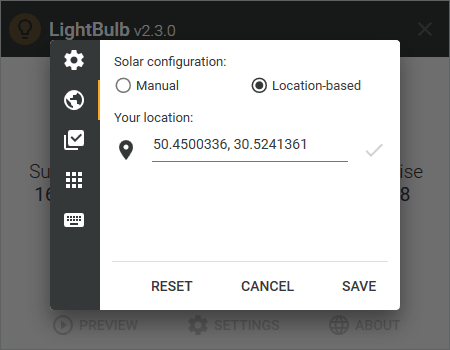 LightBulb v2.3.0
Solar configuration:
Manual
Location-based
Your location:
50.4500336, 30.5241361
Su
ise
16
8
RESET
CANCEL
SAVE
PREVIEW
SETTINGS
ABOUT